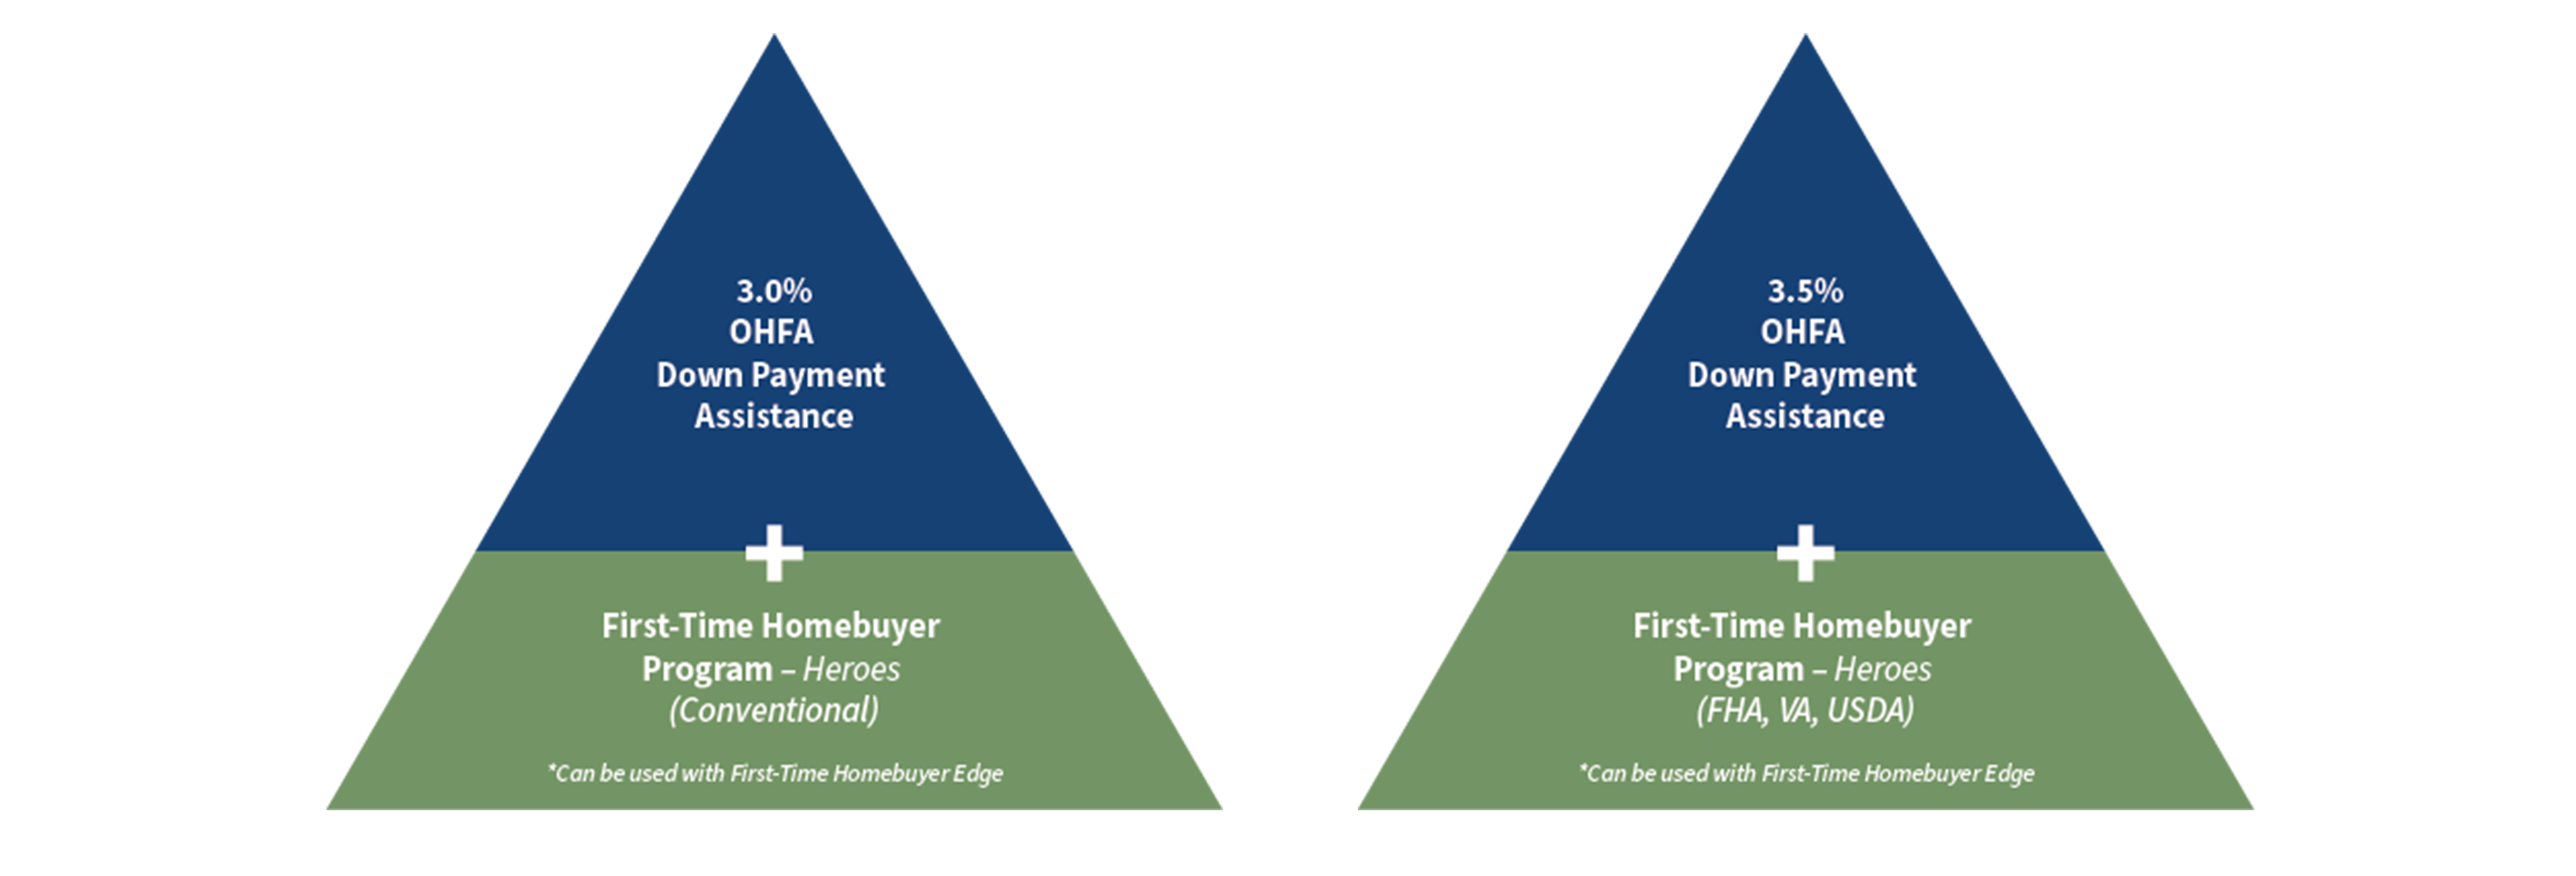 3.0%
OHFA
Down Payment
Assistance
First-Time Homebuyer
Program – Heroes
(Conventional)
*Can be used with First-Time Homebuyer Edge
3.5%
OHFA
Down Payment
Assistance
First-Time Homebuyer
Program – Heroes
(FHA, VA, USDA)
*Can be used with First-Time Homebuyer Edge